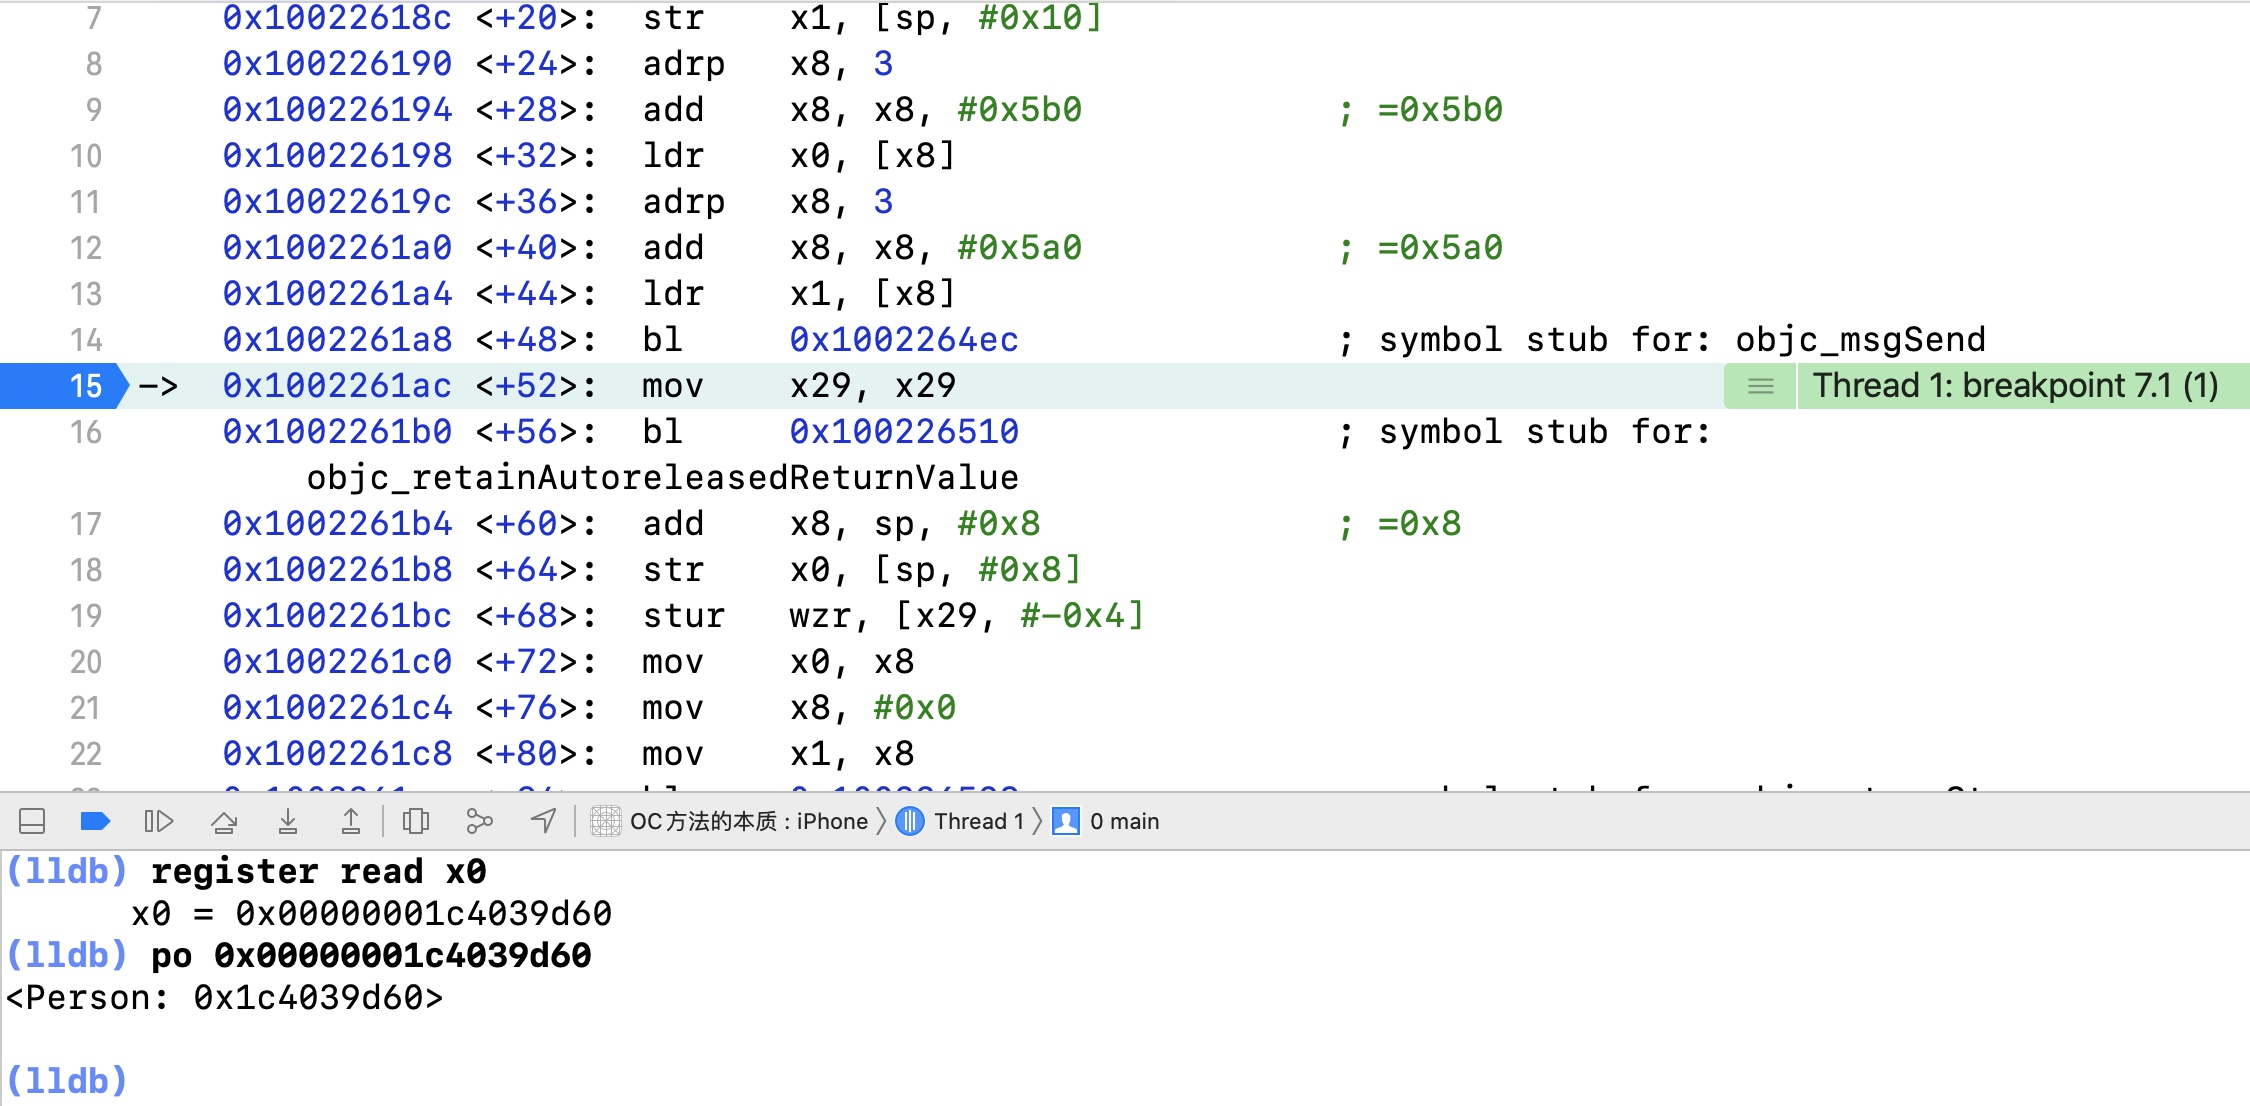 7 0x10022618c <+20>: str x1, [sp, #0x10]
8 0x100226190 <+24>: adrp x8, 3
9 0x100226194 <+28>: add x8, x8, #0x5b0 ; =0x5b0
10 0x100226198 <+32>: ldr x0, [x8]
11 0x10022619c <+36>: adrp x8, 3
12 0x1002261a0 <+40>: add x8, x8, #0x5a0 ; =0x5a0
13 0x1002261a4 <+44>: ldr x1, [x8]
14 0x1002261a8 <+48>: bl 0x1002264ec ; symbol stub for: objc_msgSend
15 -> 0x1002261ac <+52>: mov x29, x29 Thread 1: breakpoint 7.1 (1)
16 0x1002261b0 <+56>: bl 0x100226510 ; symbol stub for:
objc_retainAutoreleasedReturnValue
17 0x1002261b4 <+60>: add x8, sp, #0x8 ; =0x8
18 0x1002261b8 <+64>: str x0, [sp, #0x8]
19 0x1002261bc <+68>: stur wzr, [x29, #-0x4]
20 0x1002261c0 <+72>: mov x0, x8
21 0x1002261c4 <+76>: mov x8, #0x0
22 0x1002261c8 <+80>: mov x1, x8
OC方法的本质 : iPhone 〉 Thread 1 〉 0 main
(lldb) register read x0
x0 = 0x00000001c4039d60
(lldb) po 0x00000001c4039d60
<Person: 0x1c4039d60>
(lldb)